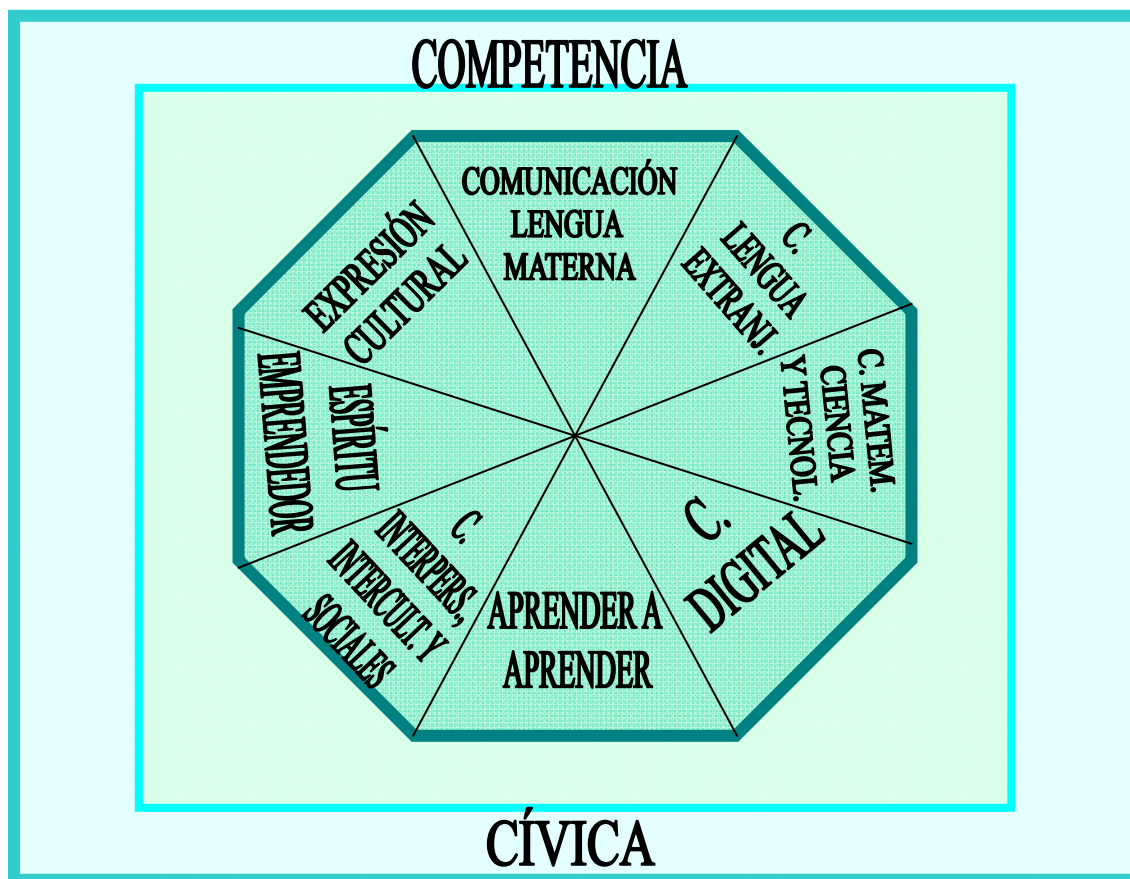 COMPETENCIA
COMUNICACIÓN
LENGUA
MATERNA
C.
LENGUA
EXTRANJ.
C. MATEM.
CIENCIA
Y TECNOL.
C.
DIGITAL
APRENDER A
APRENDER
C.
INTERPERS.,
INTERCULT. Y
SOCIALES
ESPÍRITU
EMPRENDEDOR
EXPRESIÓN
CULTURAL
CÍVICA